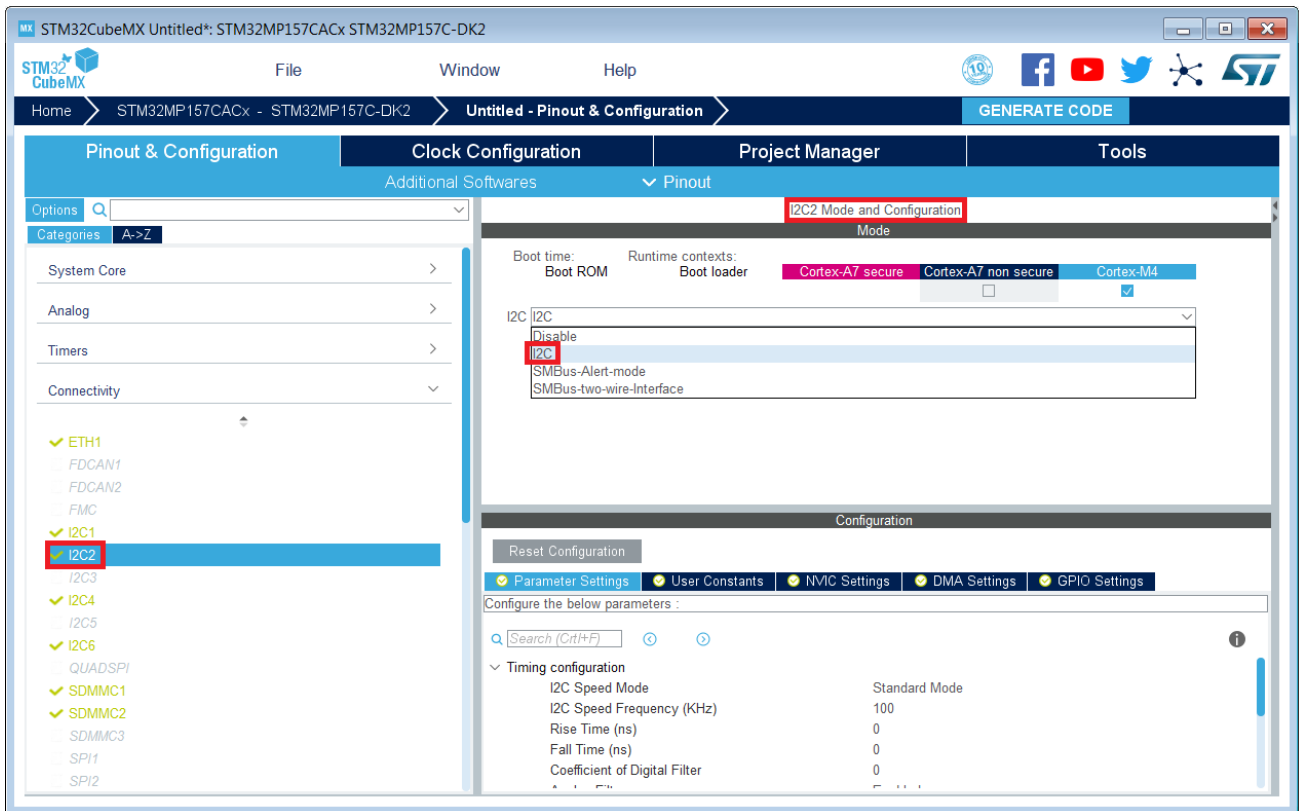 MX STM32CubeMX Untitled*: STM32MP157CACx STM32MP157C-DK2
STM32 CubeMX File Window Help 10 ST
Home STM32MP157CACx - STM32MP157C-DK2 Untitled - Pinout & Configuration GENERATE CODE
Pinout & Configuration Clock Configuration Project Manager Tools
Additional Softwares Pinout
Options
Categories A->Z
System Core
Analog
Timers
Connectivity
ETH1
FDCAN1
FDCAN2
FMC
I2C1
I2C2
I2C3
I2C4
I2C5
I2C6
QUADSPI
SDMMC1
SDMMC2
SDMMC3
SPI1
SPI2
I2C2 Mode and Configuration
Mode
Boot time: Runtime contexts:
Boot ROM Boot loader Cortex-A7 secure Cortex-A7 non secure Cortex-M4
I2C I2C
Disable
I2C
SMBus-Alert-mode
SMBus-two-wire-Interface
Configuration
Reset Configuration
Parameter Settings User Constants NVIC Settings DMA Settings GPIO Settings
Configure the below parameters :
Search (Crtl+F)
Timing configuration
I2C Speed Mode Standard Mode
I2C Speed Frequency (KHz) 100
Rise Time (ns) 0
Fall Time (ns) 0
Coefficient of Digital Filter 0